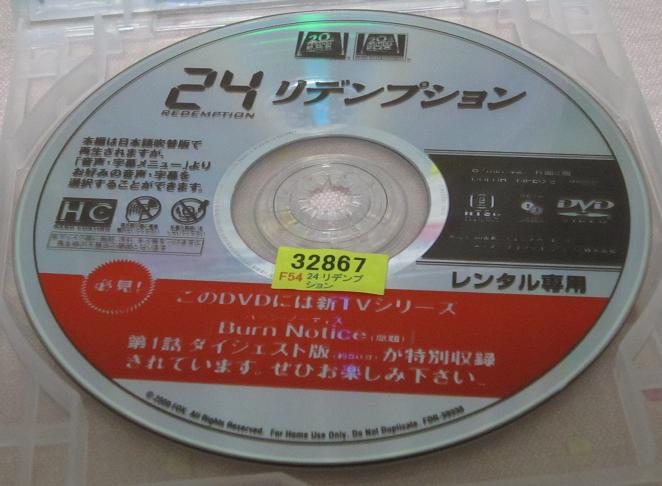 24 リデンプション
REDEMPTION
本編は日本語吹替版で
再生されますが、
「音声・字幕メニュー」より
お好みの音声・字幕を
選択することができます。
HC
DVD
レンタル専用
32867
F54 24 リデンプ
ション
必見!
このDVDには新TVシリーズ
バーン・ノーティス
Burn Notice (原題)
第1話 ダイジェスト版 が特別収録
されています。ぜひお楽しみ下さい。
©2009 FOX. All Rights Reserved. For Home Use Only. Do Not Duplicate.